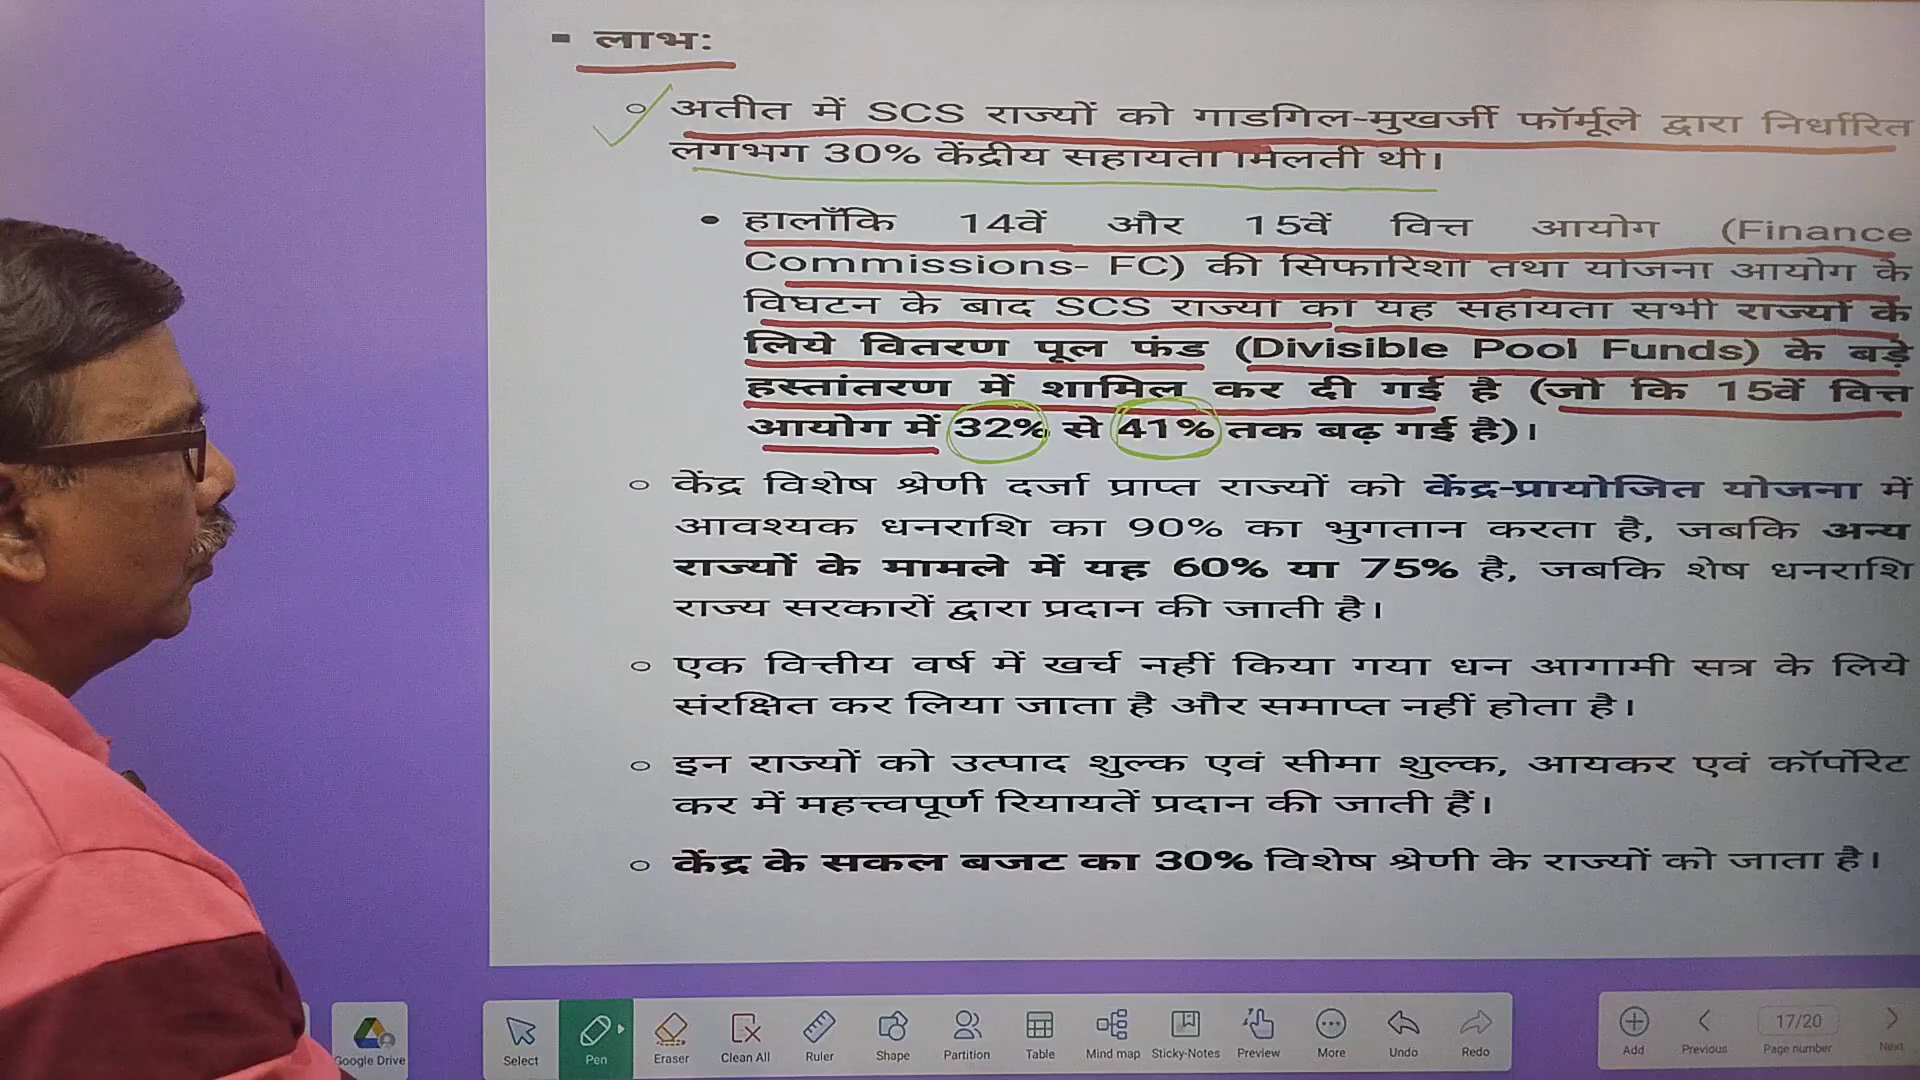 लाभ:
अतीत में SCS राज्यों को गाडगिल-मुखर्जी फॉर्मूले द्वारा निर्धारित
लगभग 30% केंद्रीय सहायता मिलती थी।
हालाँकि 14वें और 15वें वित्त आयोग (Finance
Commissions- FC) की सिफारिशों तथा योजना आयोग के
विघटन के बाद SCS राज्यों को यह सहायता सभी राज्यों के
लिये वितरण पूल फंड (Divisible Pool Funds) के बड़े
हस्तांतरण में शामिल कर दी गई है (जो कि 15वें वित्त
आयोग में 32% से 41% तक बढ़ गई है)।
केंद्र विशेष श्रेणी दर्जा प्राप्त राज्यों को केंद्र-प्रायोजित योजना में
आवश्यक धनराशि का 90% का भुगतान करता है, जबकि अन्य
राज्यों के मामले में यह 60% या 75% है, जबकि शेष धनराशि
राज्य सरकारों द्वारा प्रदान की जाती है।
एक वित्तीय वर्ष में खर्च नहीं किया गया धन आगामी सत्र के लिये
संरक्षित कर लिया जाता है और समाप्त नहीं होता है।
इन राज्यों को उत्पाद शुल्क एवं सीमा शुल्क, आयकर एवं कॉर्पोरेट
कर में महत्त्वपूर्ण रियायतें प्रदान की जाती हैं।
केंद्र के सकल बजट का 30% विशेष श्रेणी के राज्यों को जाता है।
Google Drive
Select Pen Eraser Clean All Ruler Shape Partition Table Mind map Sticky-Notes Preview More Undo Redo
17/20
Add Previous Page number Next